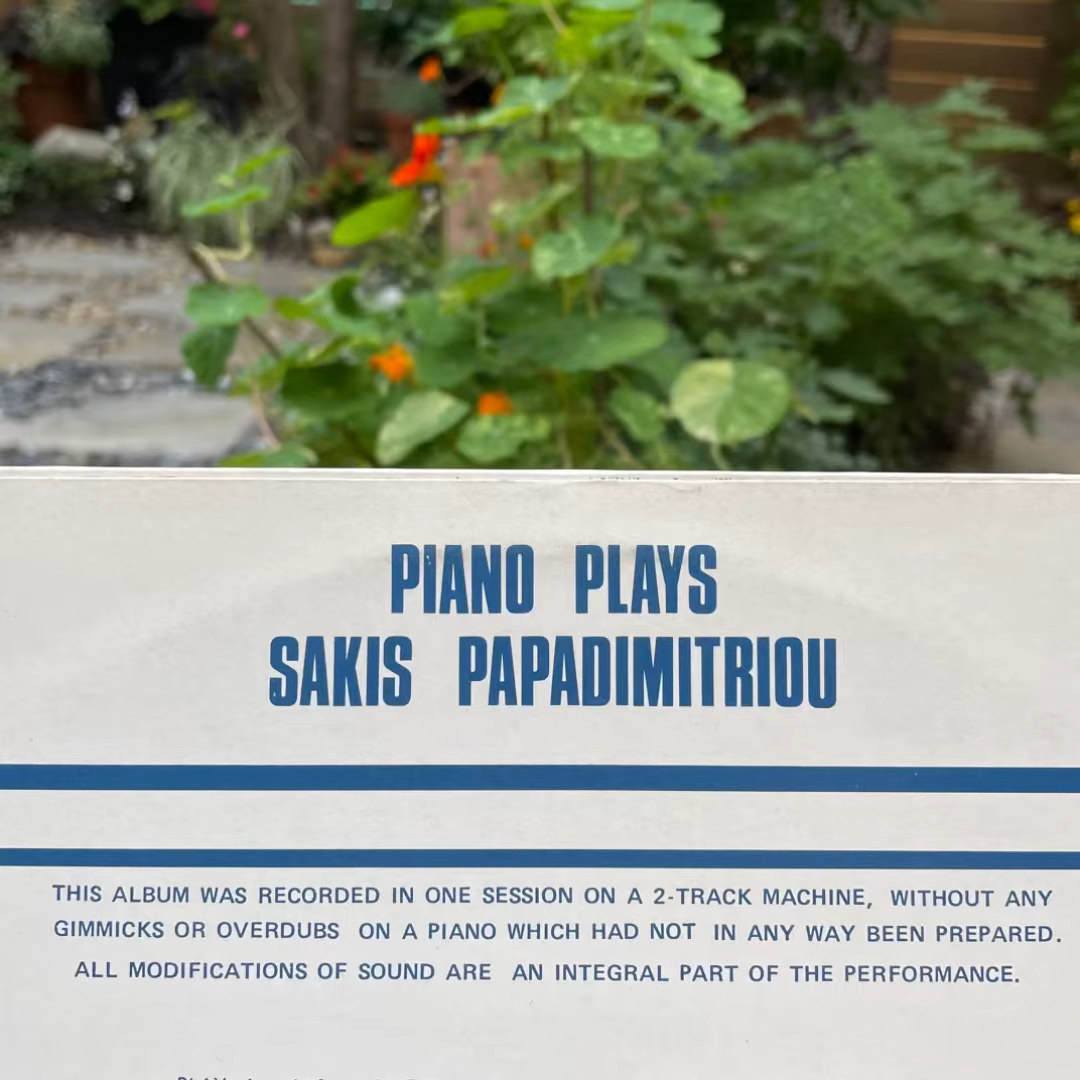 PIANO PLAYS
SAKIS PAPADIMITRIOU
THIS ALBUM WAS RECORDED IN ONE SESSION ON A 2-TRACK MACHINE, WITHOUT ANY
GIMMICKS OR OVERDUBS ON A PIANO WHICH HAD NOT IN ANY WAY BEEN PREPARED.
ALL MODIFICATIONS OF SOUND ARE AN INTEGRAL PART OF THE PERFORMANCE.